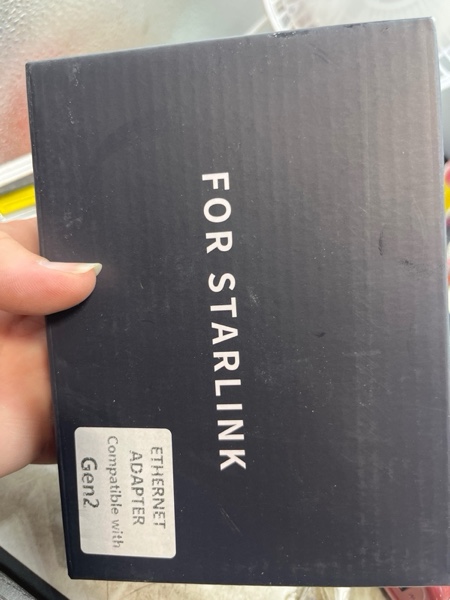 FOR STARLINK
ETHERNET
ADAPTER
Compatible with
Gen2